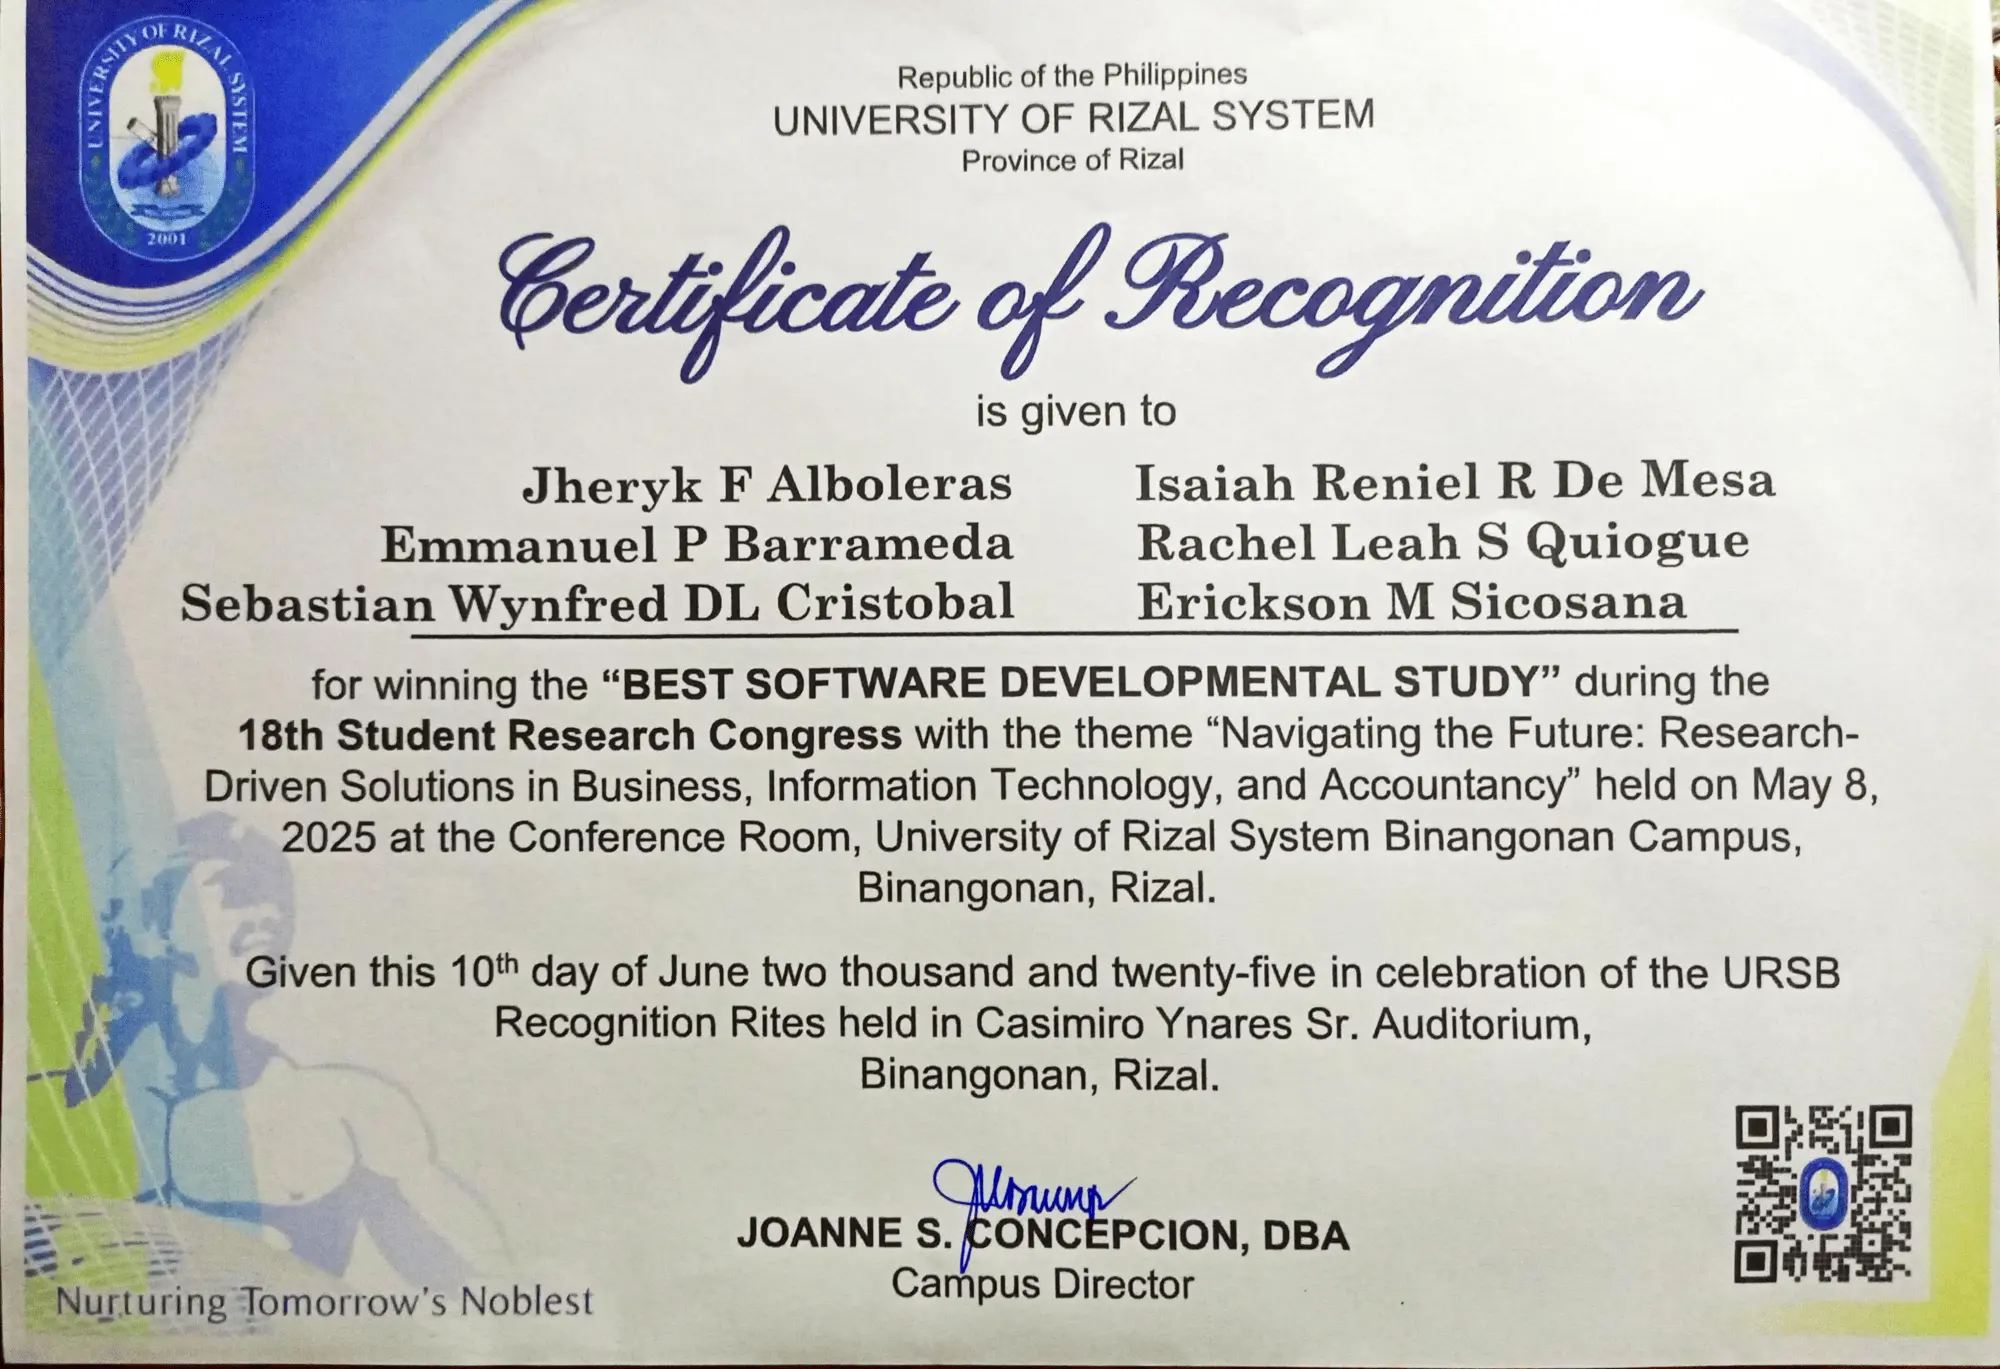 UNIVERSITY OF RIZAL SYSTEM
2001
Republic of the Philippines
UNIVERSITY OF RIZAL SYSTEM
Province of Rizal
Certificate of Recognition
is given to
Jheryk F Alboleras
Emmanuel P Barrameda
Sebastian Wynfred DL Cristobal
Isaiah Reniel R De Mesa
Rachel Leah S Quiogue
Erickson M Sicosana
for winning the “BEST SOFTWARE DEVELOPMENTAL STUDY” during the
18th Student Research Congress with the theme “Navigating the Future: Research-
Driven Solutions in Business, Information Technology, and Accountancy” held on May 8,
2025 at the Conference Room, University of Rizal System Binangonan Campus,
Binangonan, Rizal.
Given this 10th day of June two thousand and twenty-five in celebration of the URSB
Recognition Rites held in Casimiro Ynares Sr. Auditorium,
Binangonan, Rizal.
JOANNE S. CONCEPCION, DBA
Campus Director
Nurturing Tomorrow's Noblest